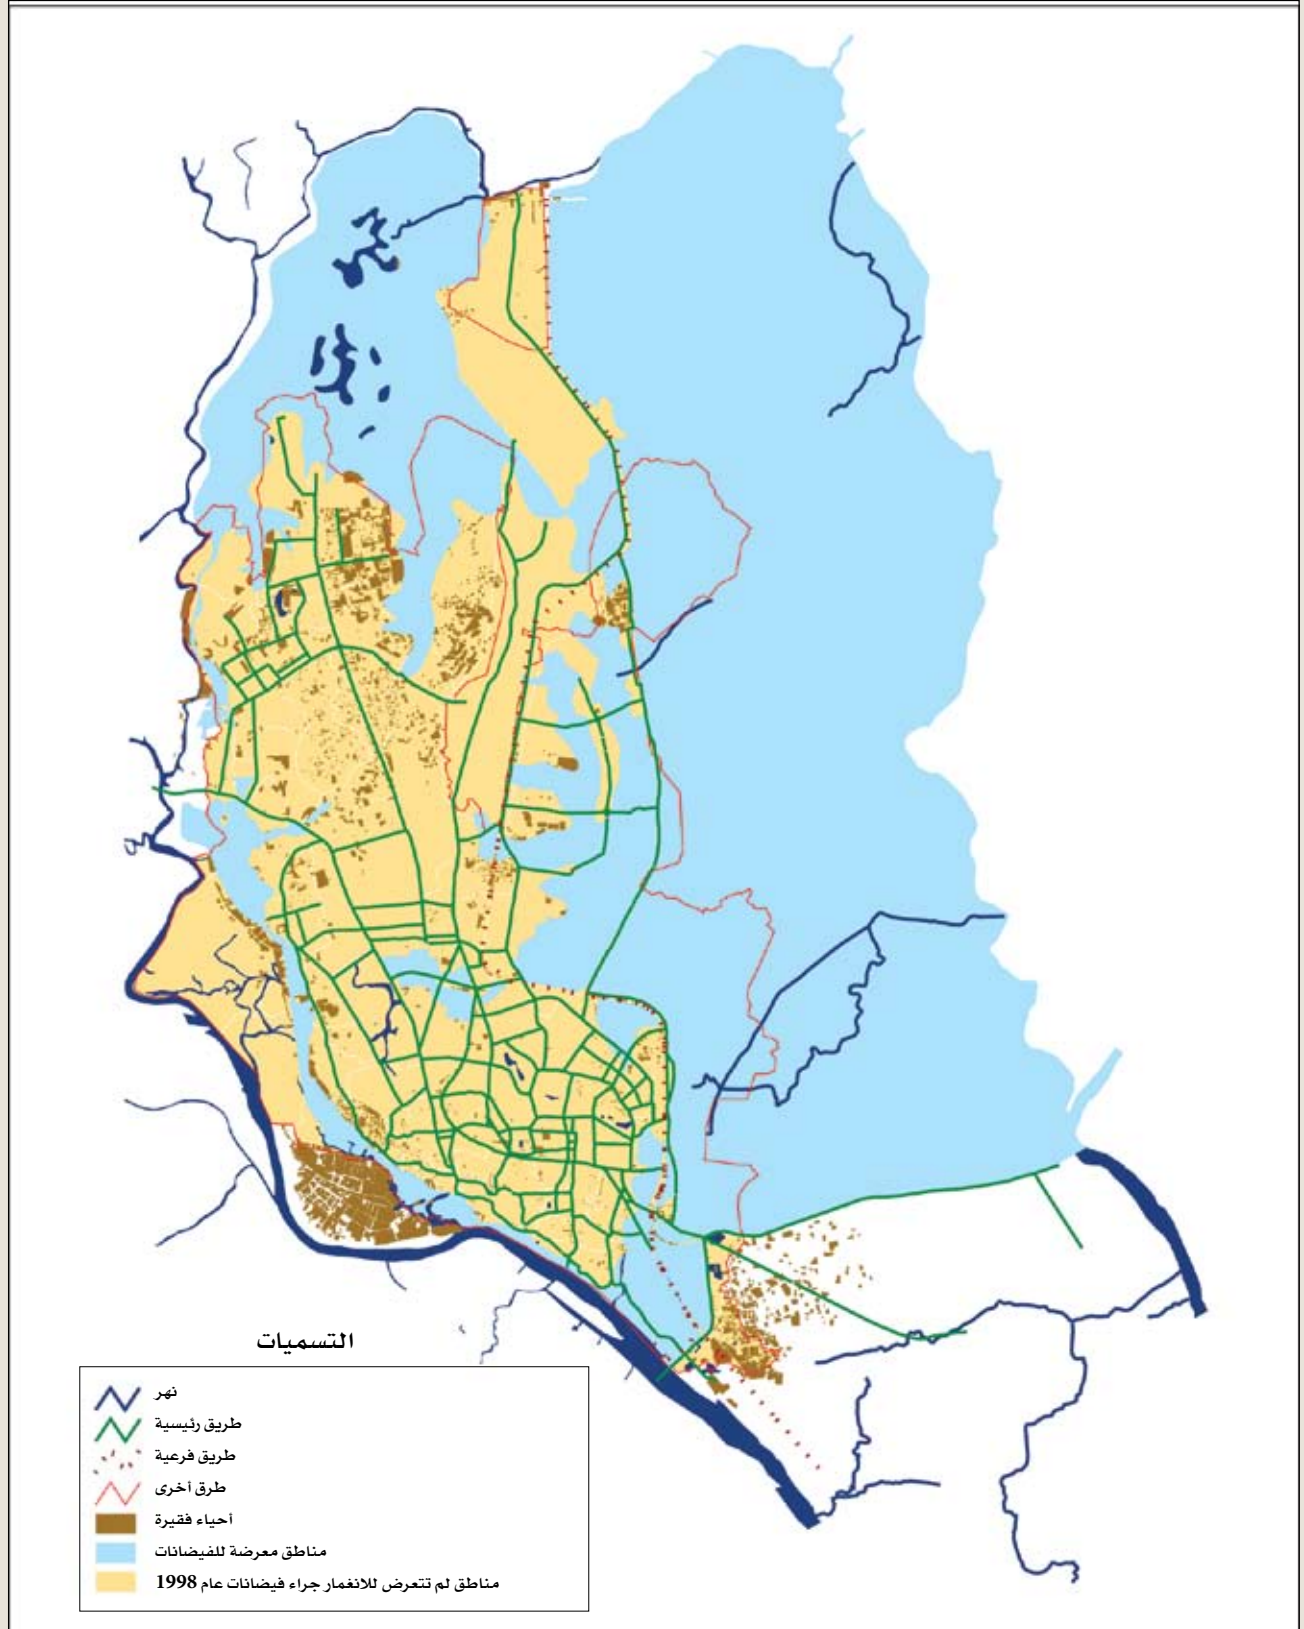 التسميات
نهر
طريق رئيسية
طريق فرعية
طرق أخرى
أحياء فقيرة
مناطق معرضة للفيضانات
مناطق لم تتعرض للانغمار جراء فيضانات عام 1998